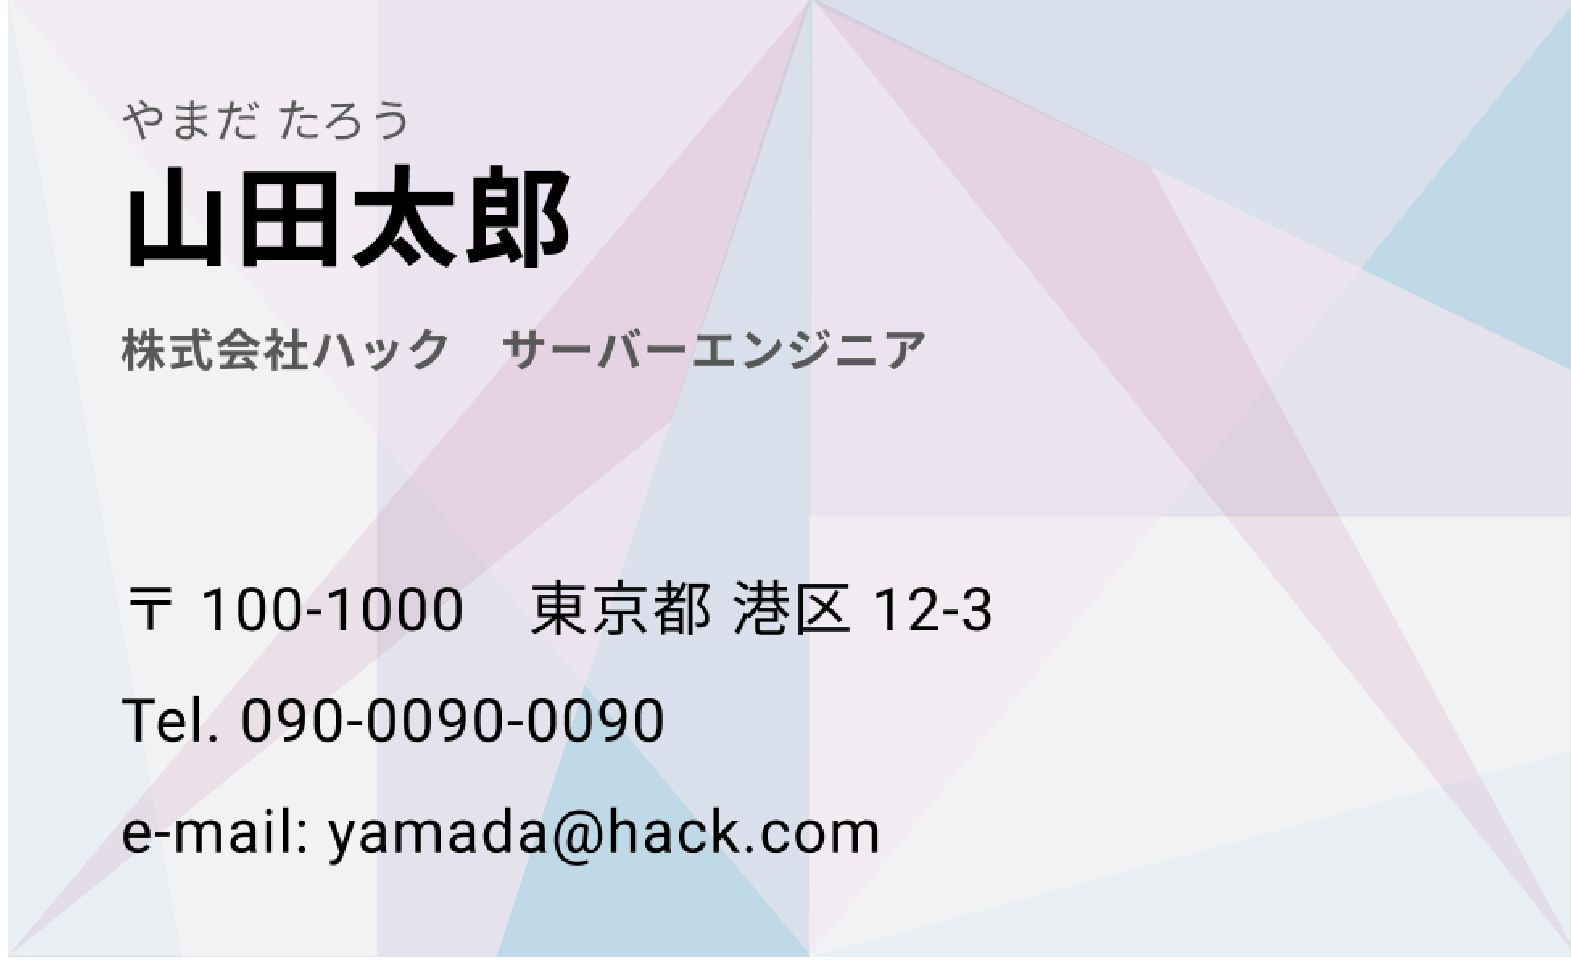 やまだ たろう
山田太郎
株式会社ハック　サーバーエンジニア
〒 100-1000　東京都 港区 12-3
Tel. 090-0090-0090
e-mail: yamada@hack.com